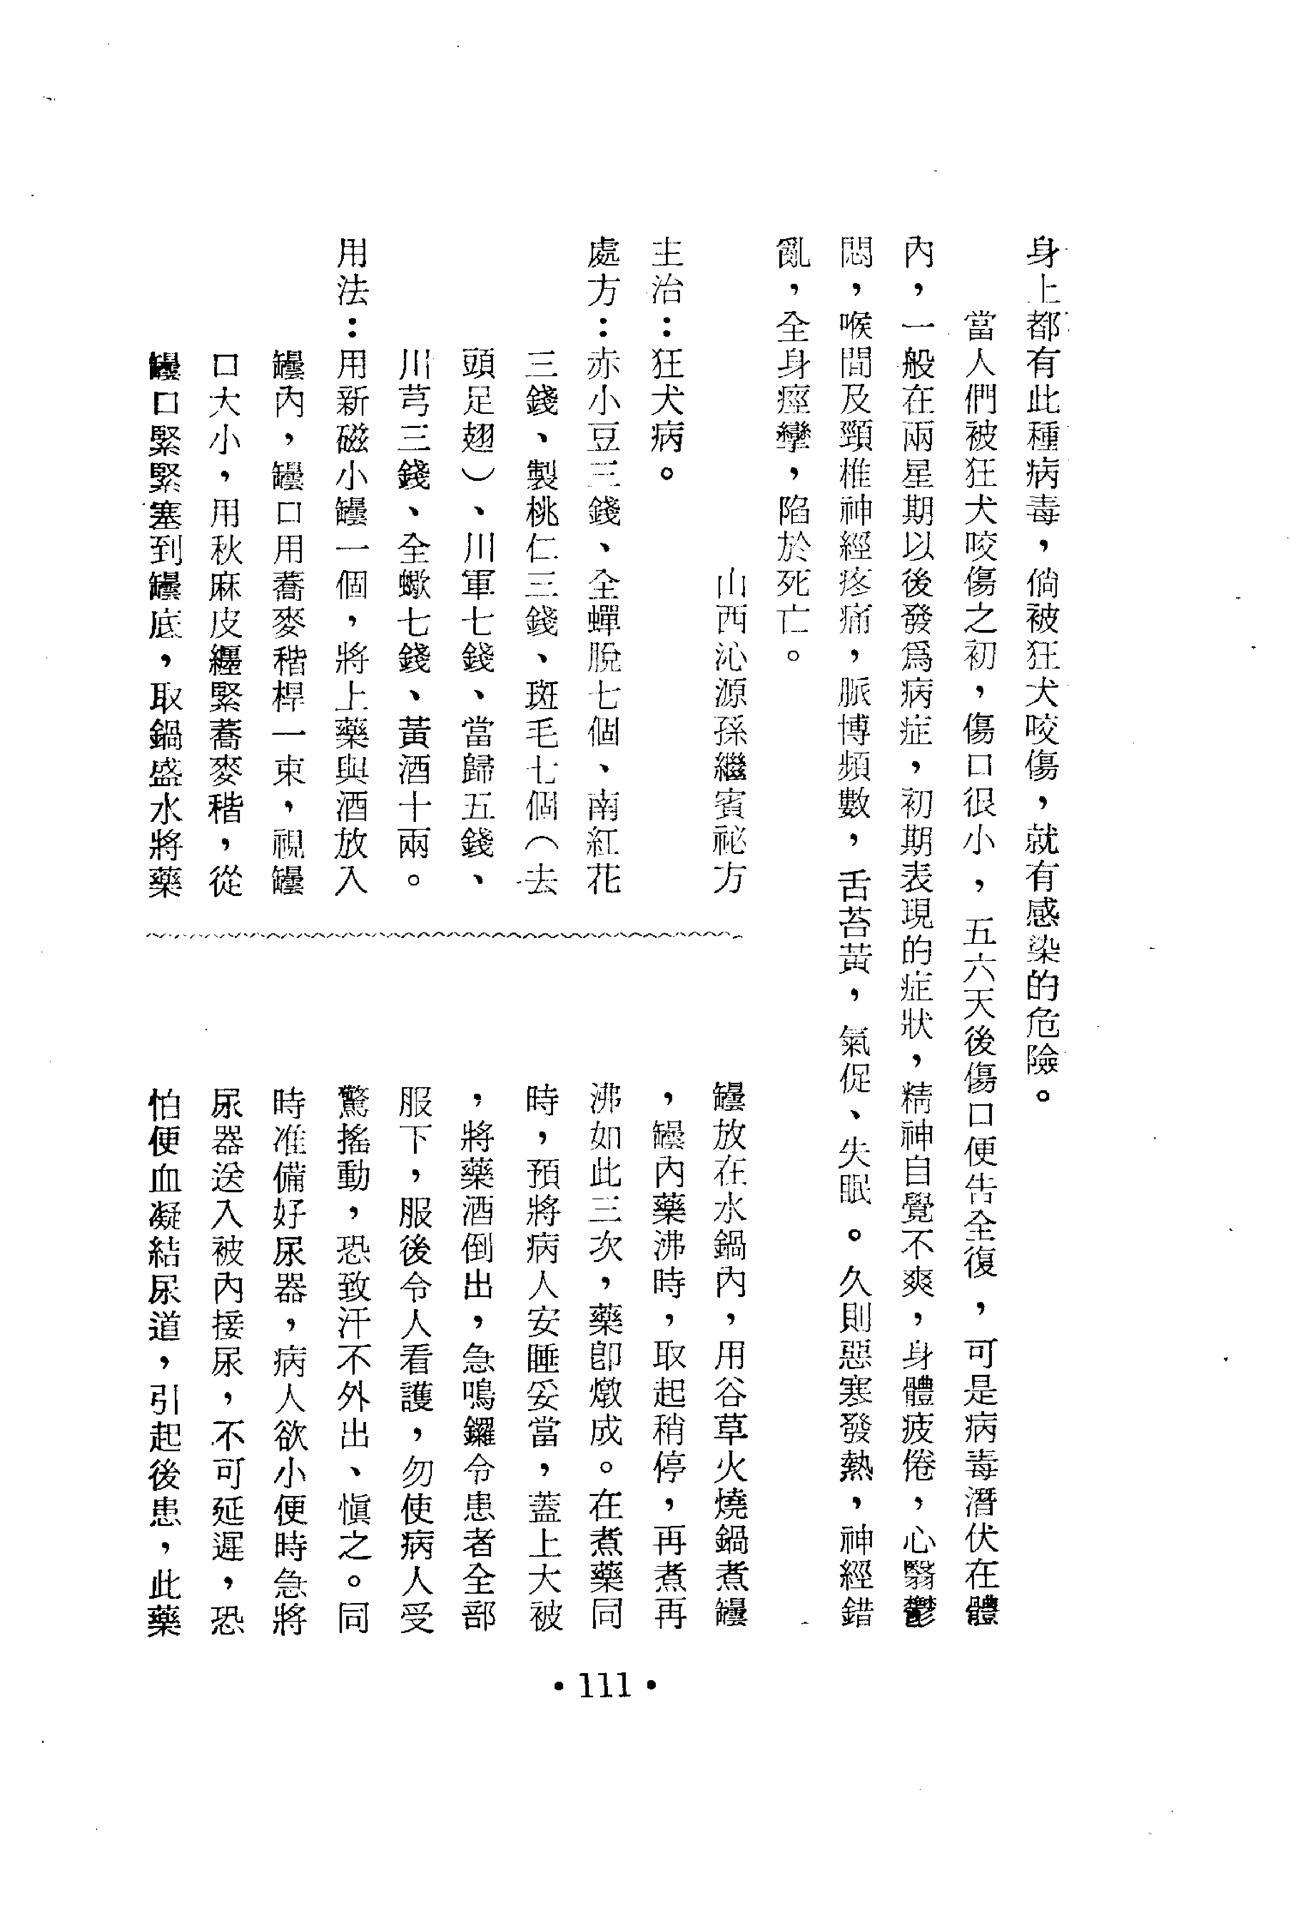 身上都有此種病毒，倘被狂犬咬傷，就有感染的危險。
當人們被狂犬咬傷之初，傷口很小，五六天後傷口便告全復，可是病毒潛伏在體
內，一般在兩星期以後發爲病症，初期表現的症狀，精神自覺不爽，身體疲倦，心翳鬱
悶，喉間及頸椎神經疼痛，脈博頻數，舌苔黃，氣促、失眠。久則惡寒發熱，神經錯
亂，全身痙攣，陷於死亡。
山西沁源孫繼賓祕方
主治：狂犬病。
處方：赤小豆三錢、全蟬脫七個、南紅花
三錢、製桃仁三錢、斑毛七個（去
頭足翅）、川軍七錢、當歸五錢、
川芎三錢、全蠍七錢、黃酒十兩。
用法：用新磁小罎一個，將上藥與酒放入
罎內，罎口用蕎麥稭桿一束，視罎
口大小，用秋麻皮纒緊蕎麥稭，從
罎口緊緊塞到罎底，取鍋盛水將藥
罎放在水鍋內，用谷草火燒鍋煮罎
，罎內藥沸時，取起稍停，再煮再
沸如此三次，藥卽燉成。在煮藥同
時，預將病人安睡妥當，蓋上大被
，將藥酒倒出，急鳴鑼令患者全部
服下，服後令人看護，勿使病人受
驚搖動，恐致汗不外出、愼之。同
時准備好尿器，病人欲小便時急將
尿器送入被內接尿，不可延遲，恐
怕便血凝結尿道，引起後患，此藥
• 111 •